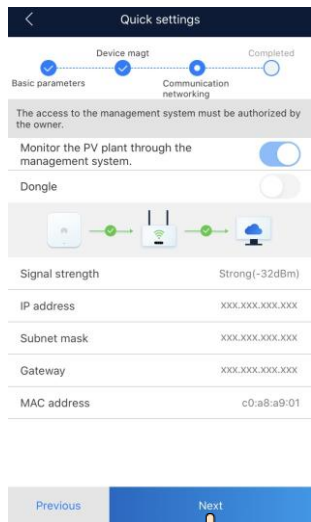 Quick settings
Device magt
Completed
Basic parameters
Communication
networking
The access to the management system must be authorized by
the owner.
Monitor the PV plant through the
management system.
Dongle
Signal strength
Strong(-32dBm)
IP address
xxx.xxx.xxx.xxx
Subnet mask
xxx.xxx.xxx.xxx
Gateway
xxx.xxx.xxx.xxx
MAC address
c0:a8:a9:01
Previous
Next